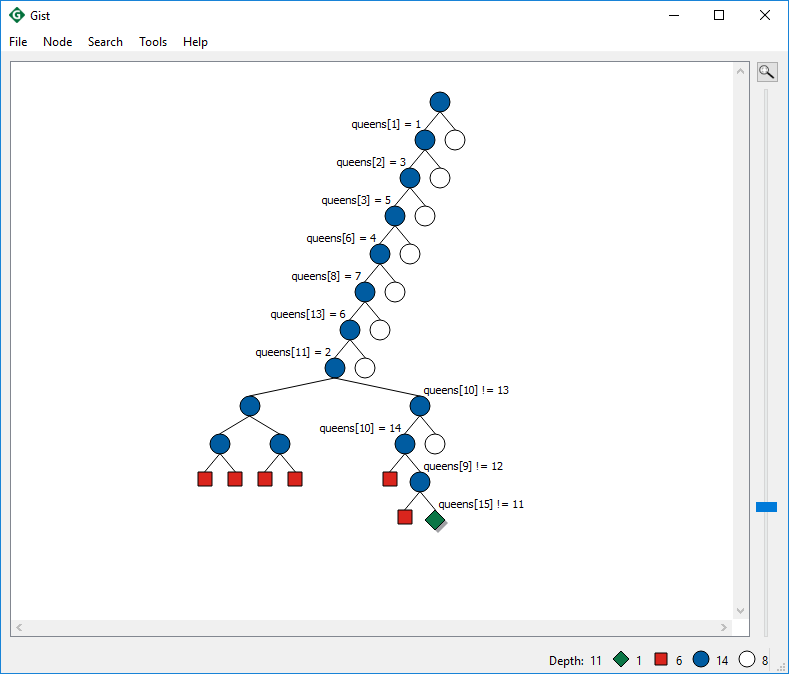 Gist
File Node Search Tools Help
queens[1] = 1
queens[2] = 3
queens[3] = 5
queens[6] = 4
queens[8] = 7
queens[13] = 6
queens[11] = 2
queens[10] != 13
queens[10] = 14
queens[9] != 12
queens[15] != 11
Depth: 11 1 6 14 8